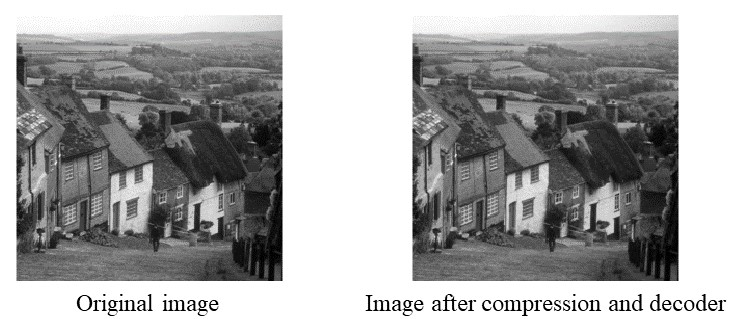 Original image
Image after compression and decoder